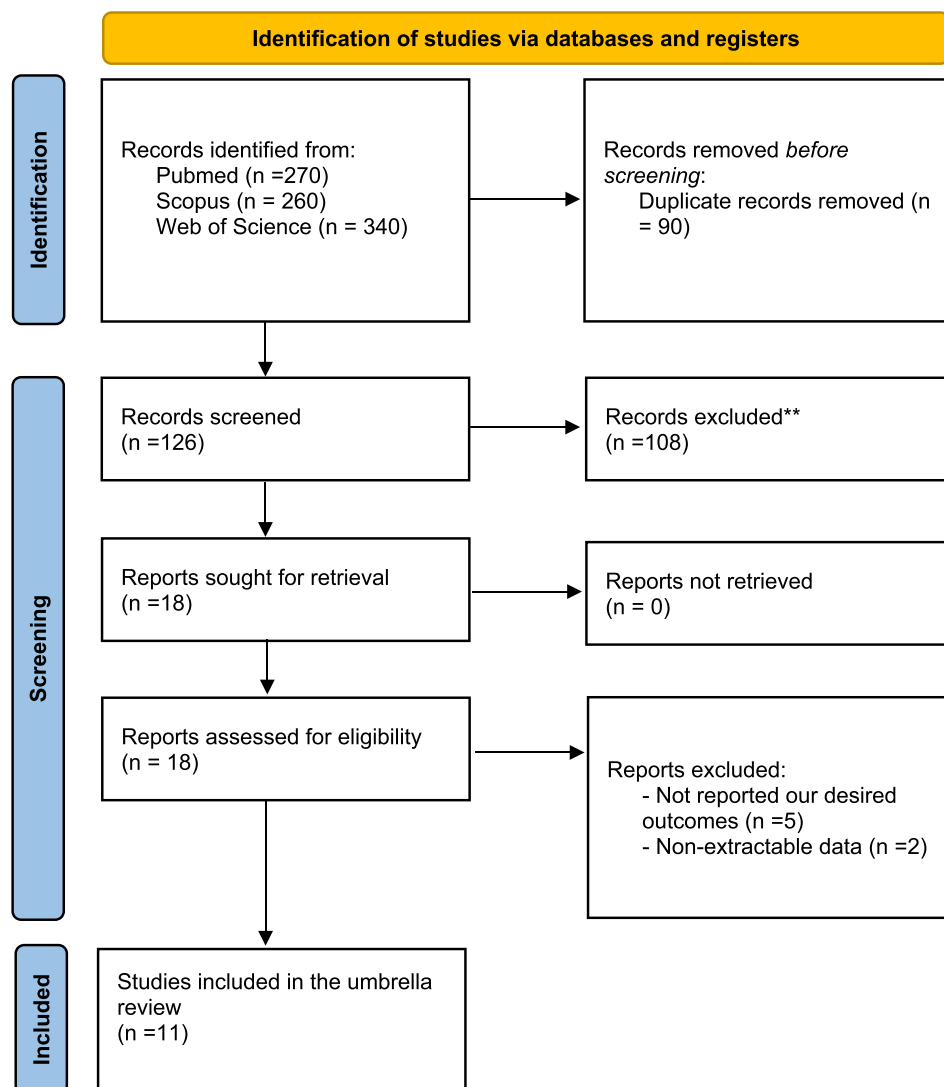 Identification of studies via databases and registers
Identification
Records identified from:
Pubmed (n =270)
Scopus (n = 260)
Web of Science (n = 340)
Records removed before
screening:
Duplicate records removed (n
= 90)
Screening
Records screened
(n =126)
Records excluded**
(n =108)
Reports sought for retrieval
(n =18)
Reports not retrieved
(n = 0)
Reports assessed for eligibility
(n = 18)
Reports excluded:
- Not reported our desired
outcomes (n =5)
- Non-extractable data (n =2)
Included
Studies included in the umbrella
review
(n =11)